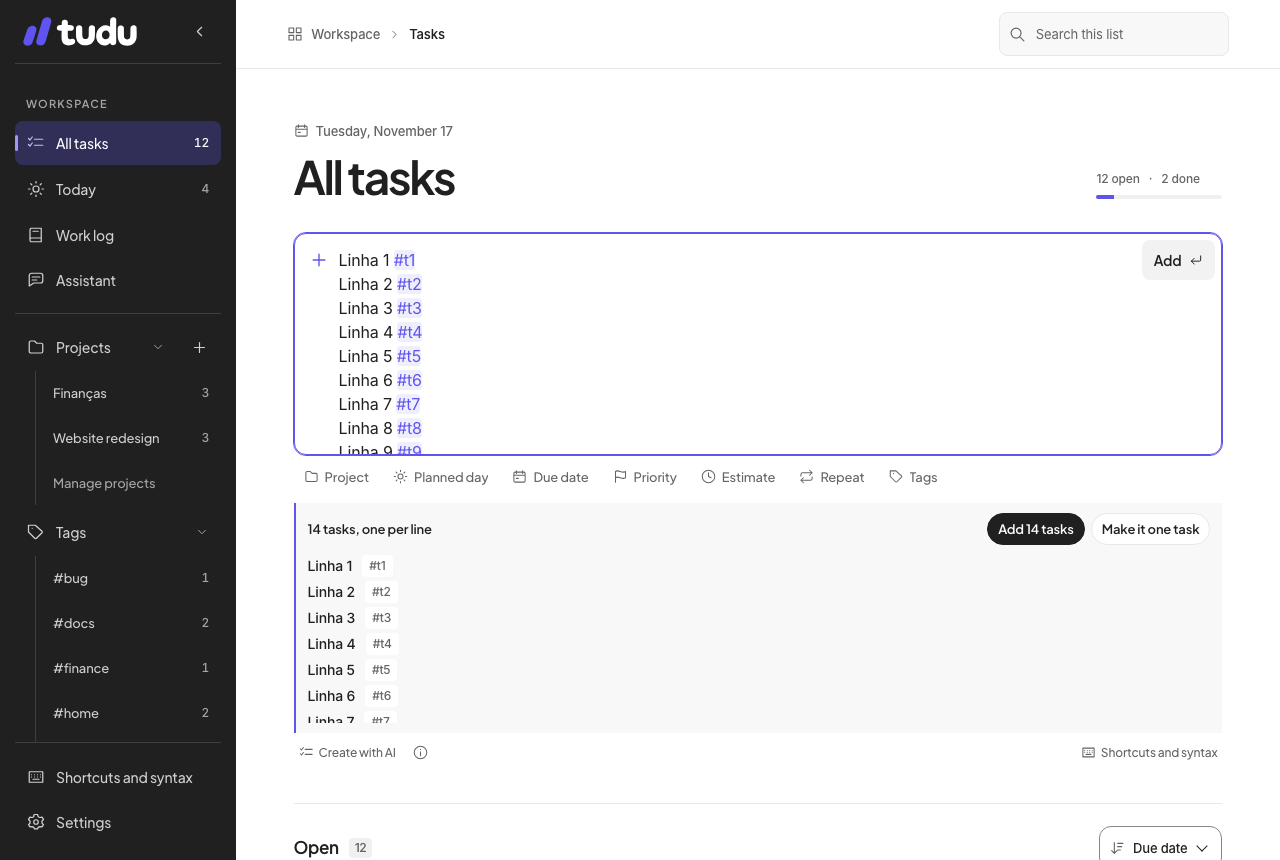 tudu
Workspace > Tasks
Search this list
WORKSPACE
All tasks 12
Today 4
Work log
Assistant
Projects
Finanças 3
Website redesign 3
Manage projects
Tags
#bug 1
#docs 2
#finance 1
#home 2
Shortcuts and syntax
Settings
Tuesday, November 17
All tasks
12 open · 2 done
Linha 1 #t1
Linha 2 #t2
Linha 3 #t3
Linha 4 #t4
Linha 5 #t5
Linha 6 #t6
Linha 7 #t7
Linha 8 #t8
Linha 9 #t9
Add
Project Planned day Due date Priority Estimate Repeat Tags
14 tasks, one per line
Add 14 tasks Make it one task
Linha 1 #t1
Linha 2 #t2
Linha 3 #t3
Linha 4 #t4
Linha 5 #t5
Linha 6 #t6
Linha 7 #t7
Create with AI
Shortcuts and syntax
Open 12
Due date